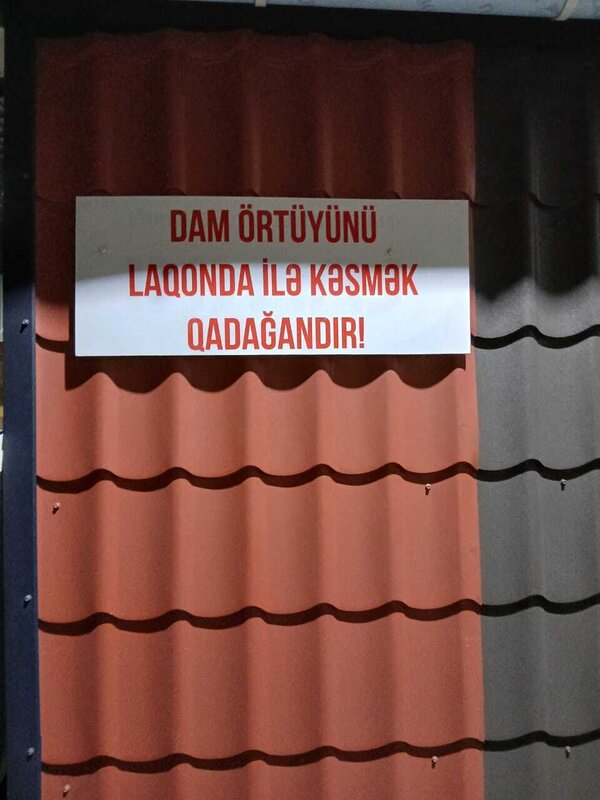 DAM ÖRTÜYÜNÜ
LAQONDA İLƏ KƏSMƏK
QADAĞANDIR!